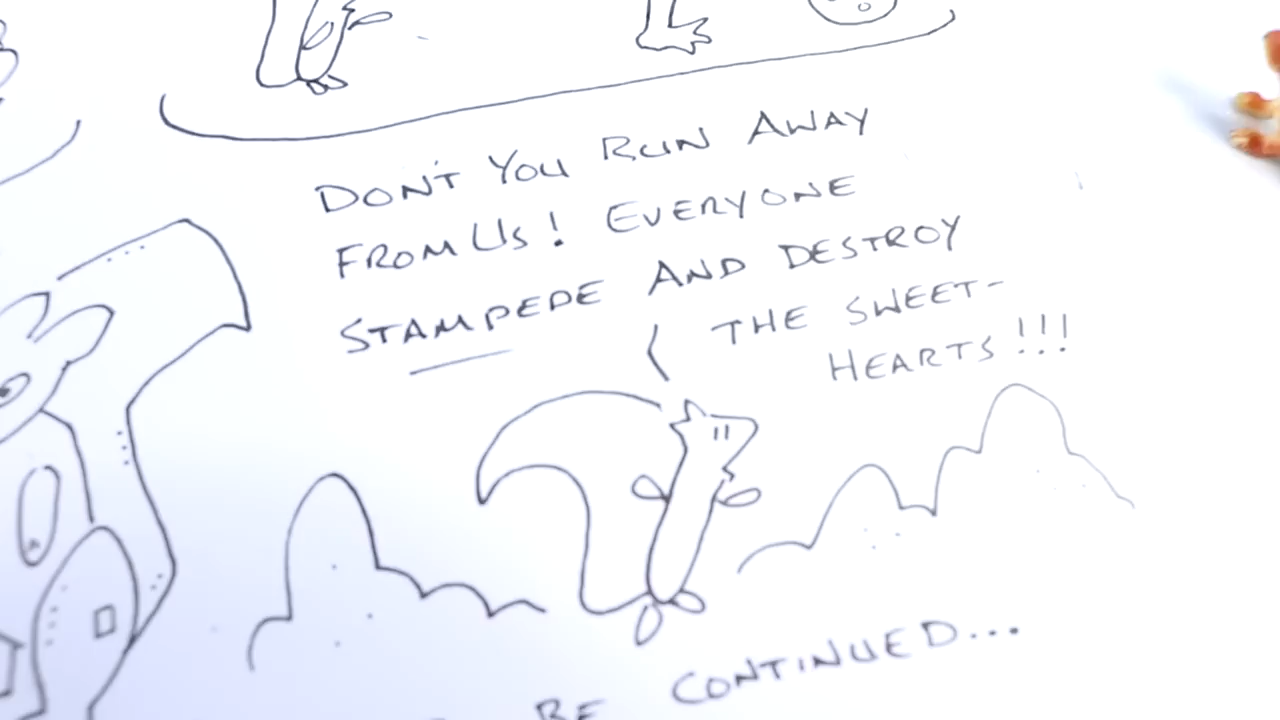 DON'T YOU RUN AWAY
FROM US! EVERYONE
STAMPEDE AND DESTROY
THE SWEET-
HEARTS!!!
BE CONTINUED...